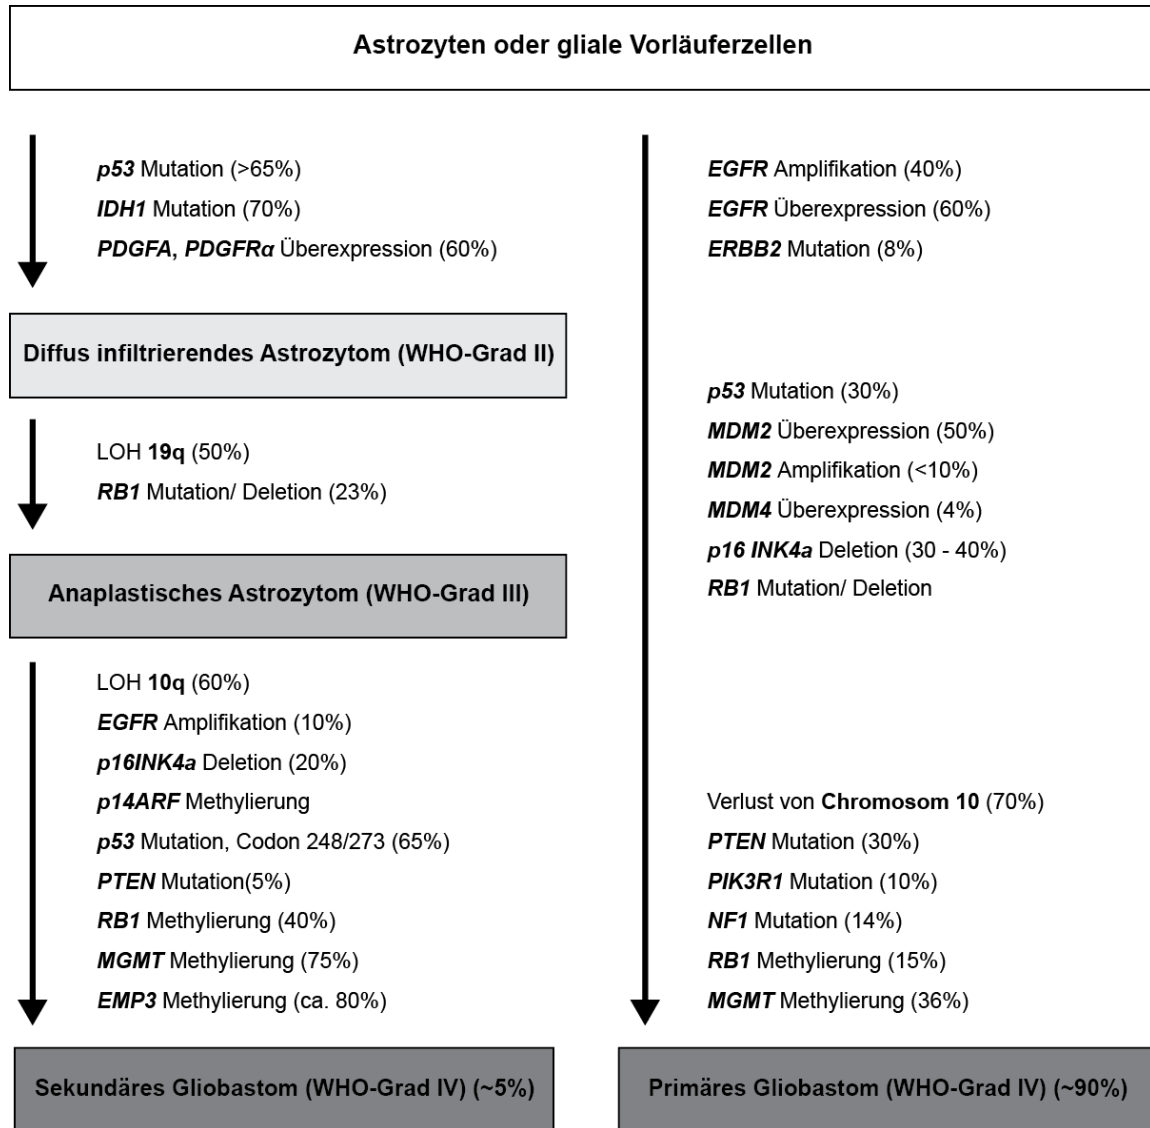 Astrozyten oder gliale Vorläuferzellen
p53 Mutation (>65%)
IDH1 Mutation (70%)
PDGFA, PDGFRα Überexpression (60%)
Diffus infiltrierendes Astrozytom (WHO-Grad II)
LOH 19q (50%)
RB1 Mutation/ Deletion (23%)
Anaplastisches Astrozytom (WHO-Grad III)
LOH 10q (60%)
EGFR Amplifikation (10%)
p16INK4a Deletion (20%)
p14ARF Methylierung
p53 Mutation, Codon 248/273 (65%)
PTEN Mutation(5%)
RB1 Methylierung (40%)
MGMT Methylierung (75%)
EMP3 Methylierung (ca. 80%)
Sekundäres Gliobastom (WHO-Grad IV) (~5%)
EGFR Amplifikation (40%)
EGFR Überexpression (60%)
ERBB2 Mutation (8%)
p53 Mutation (30%)
MDM2 Überexpression (50%)
MDM2 Amplifikation (<10%)
MDM4 Überexpression (4%)
p16 INK4a Deletion (30 - 40%)
RB1 Mutation/ Deletion
Verlust von Chromosom 10 (70%)
PTEN Mutation (30%)
PIK3R1 Mutation (10%)
NF1 Mutation (14%)
RB1 Methylierung (15%)
MGMT Methylierung (36%)
Primäres Gliobastom (WHO-Grad IV) (~90%)